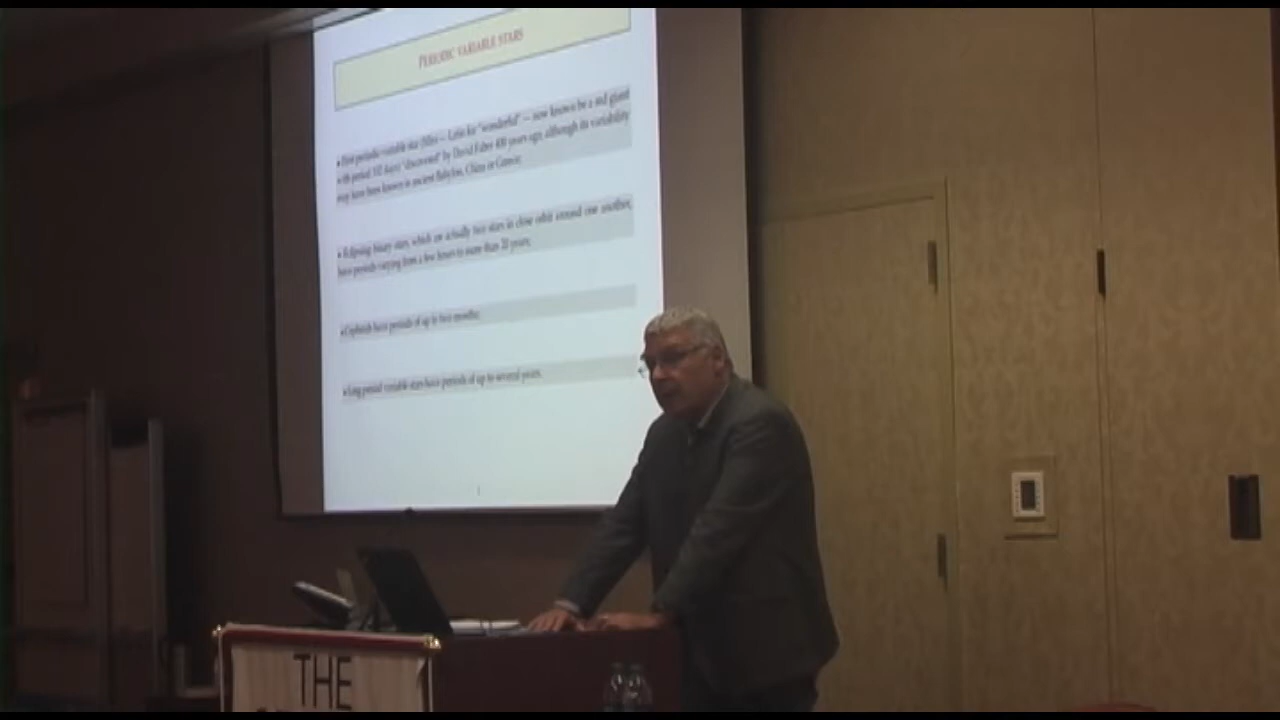 PERIODIC VARIABLE STARS
• First periodic variable star (Miro — Latin for "wonderful" — now known be a red giant
with period 332 days) "discovered" by David Faber 400 years ago, although its variability
may have been known in ancient Babylon, China or Greece;
• Eclipsing binary stars, which are actually two stars in close orbit around one another,
have periods varying from a few hours to more than 20 years;
• Cepheids have periods of up to two months;
• Long period variable stars have periods of up to several years.
THE